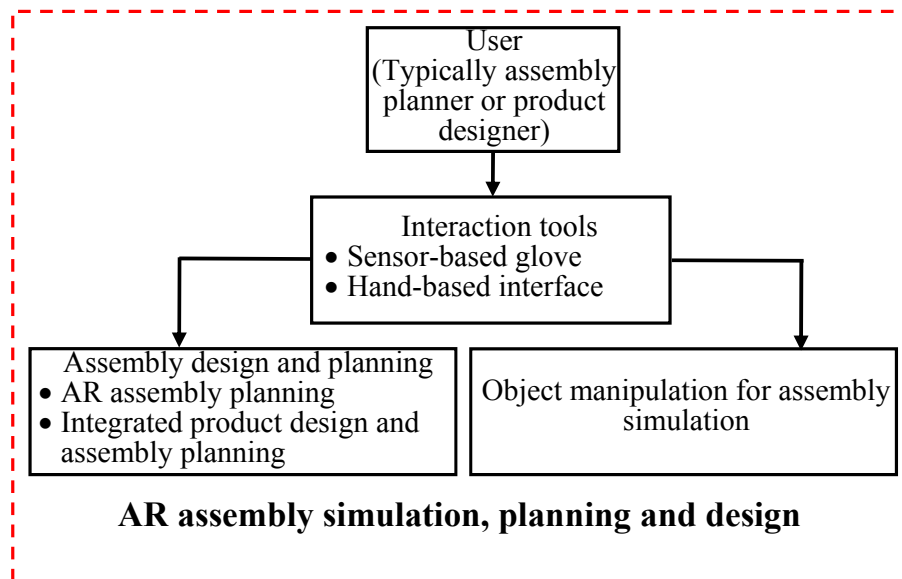 User
(Typically assembly
planner or product
designer)
Interaction tools
• Sensor-based glove
• Hand-based interface
Assembly design and planning
• AR assembly planning
• Integrated product design and
assembly planning
Object manipulation for assembly
simulation
AR assembly simulation, planning and design